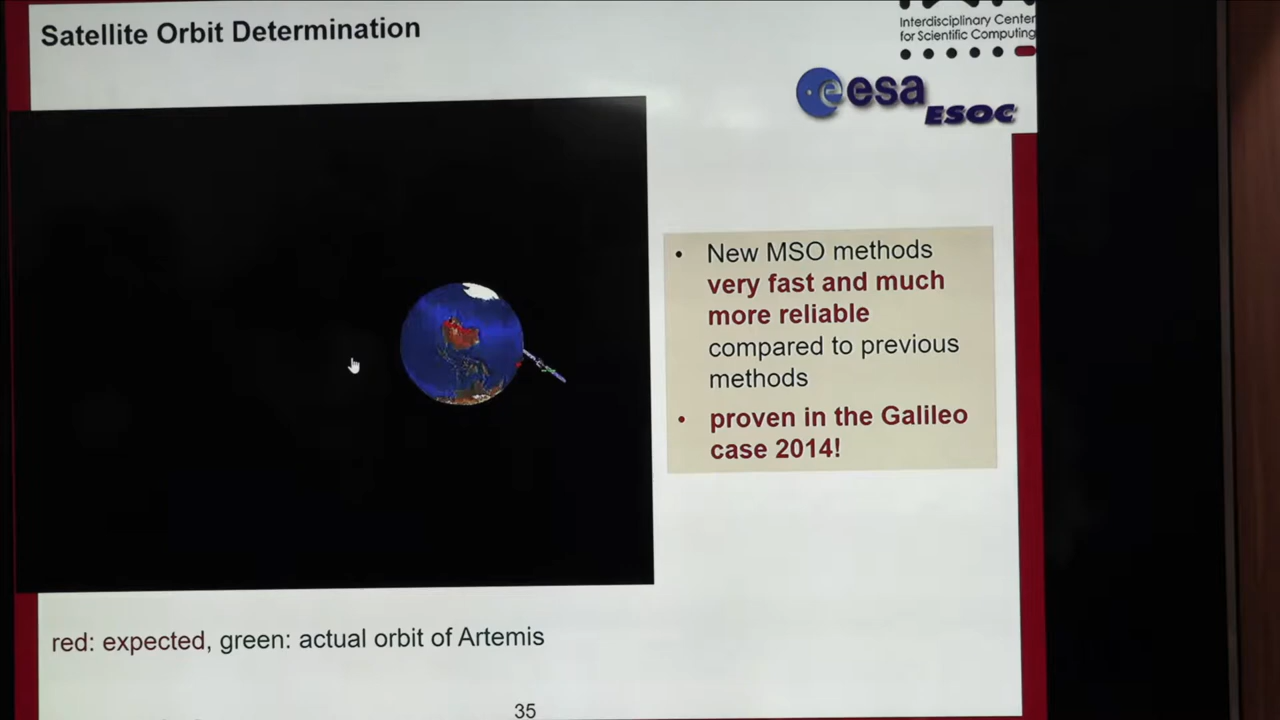 Satellite Orbit Determination
Interdisciplinary Center
for Scientific Computing
esa
ESOC
• New MSO methods
very fast and much
more reliable
compared to previous
methods
• proven in the Galileo
case 2014!
red: expected, green: actual orbit of Artemis
35